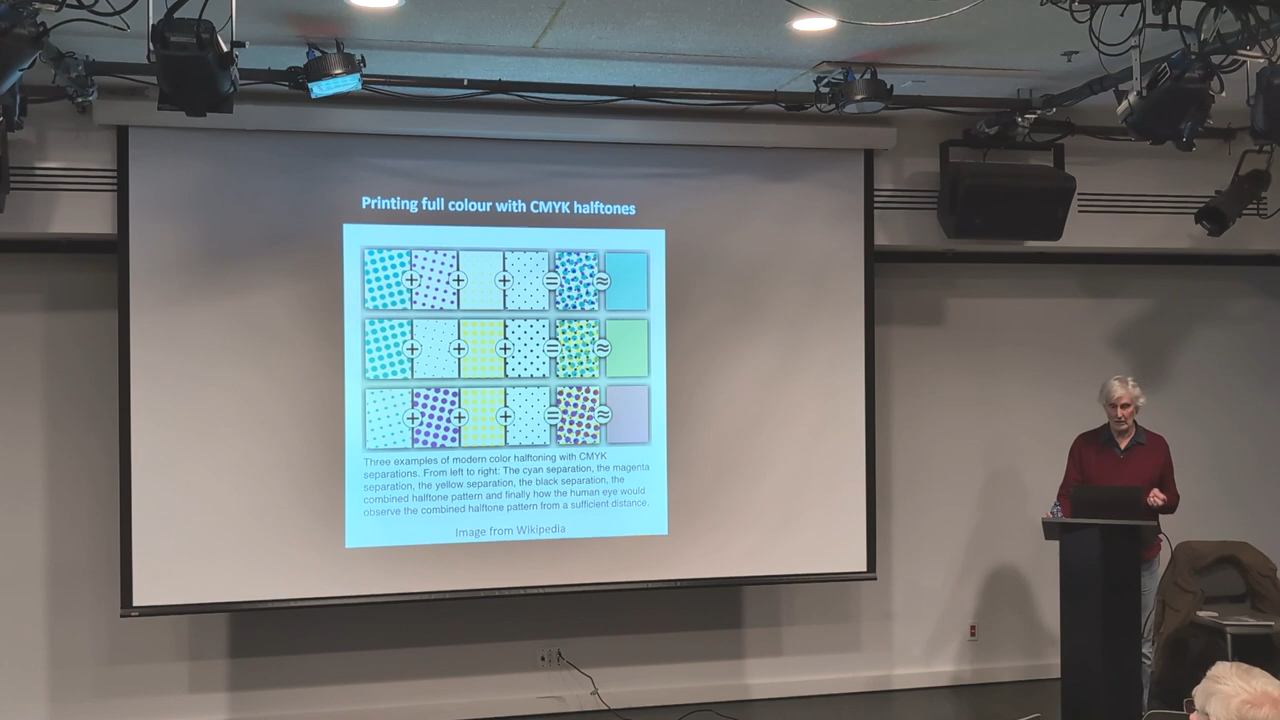 Printing full colour with CMYK halftones
+ + + = ≈
+ + + = ≈
+ + + = ≈
Three examples of modern color halftoning with CMYK
separations. From left to right: The cyan separation, the magenta
separation, the yellow separation, the black separation, the
combined halftone pattern and finally how the human eye would
observe the combined halftone pattern from a sufficient distance.
Image from Wikipedia